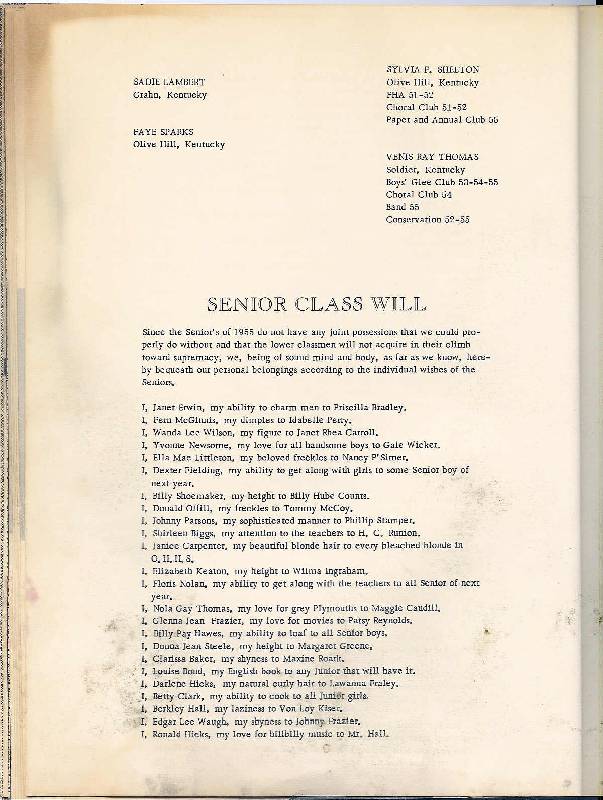 SADIE LAMBERT
Grahn, Kentucky
FAYE SPARKS
Olive Hill, Kentucky
SYLVIA P. SHELTON
Olive Hill, Kentucky
FHA 51-52
Choral Club 51-52
Paper and Annual Club 55
VENIS RAY THOMAS
Soldier, Kentucky
Boys' Glee Club 53-54-55
Choral Club 54
Band 55
Conservation 52-55
SENIOR CLASS WILL
Since the Senior's of 1955 do not have any joint possessions that we could pro-
perly do without and that the lower classmen will not acquire in their climb
toward supremacy, we, being of sound mind and body, as far as we know, here-
by bequeath our personal belongings according to the individual wishes of the
Seniors.
I, Janet Erwin, my ability to charm men to Priscilla Bradley.
I, Fern McGinnis, my dimples to Idabelle Perry.
I, Wanda Lee Wilson, my figure to Janet Rhea Carroll.
I, Yvonne Newsome, my love for all handsome boys to Gale Wicker.
I, Ella Mae Littleton, my beloved freckles to Nancy P'Simer.
I, Dexter Fielding, my ability to get along with girls to some Senior boy of
next year.
I, Billy Shoemaker, my height to Billy Hube Counts.
I, Donald Offill, my freckles to Tommy McCoy.
I, Johnny Parsons, my sophisticated manner to Phillip Stamper.
I, Shirleen Biggs, my attention to the teachers to H. C. Runion.
I, Janice Carpenter, my beautiful blonde hair to every bleached blonde in
O. H. H. S.
I, Elizabeth Keaton, my height to Wilma Ingraham.
I, Floris Nolan, my ability to get along with the teachers to all Senior of next
year.
I, Nola Gay Thomas, my love for grey Plymouths to Maggie Caudill.
I, Glenna Jean Frazier, my love for movies to Patsy Reynolds.
I, Billy Pay Hawes, my ability to loaf to all Senior boys.
I, Donna Jean Steele, my height to Margaret Greene.
I, Clarissa Baker, my shyness to Maxine Roark.
I, Louise Bond, my English book to any Junior that will have it.
I, Darlene Hicks, my natural curly hair to Lawanna Fraley.
I, Betty Clark, my ability to cook to all Junior girls.
I, Berkley Hall, my laziness to Von Loy Kiser.
I, Edgar Lee Waugh, my shyness to Johnny Frazier.
I, Ronald Hicks, my love for hillbilly music to Mr. Hall.